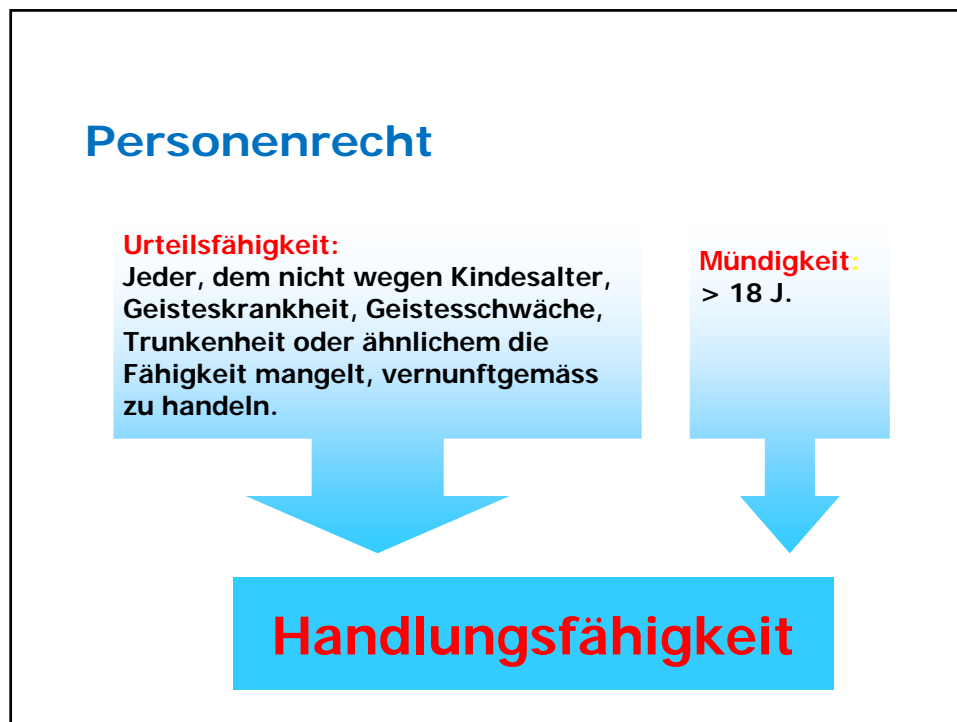 Personenrecht
Urteilsfähigkeit:
Jeder, dem nicht wegen Kindesalter,
Geisteskrankheit, Geistesschwäche,
Trunkenheit oder ähnlichem die
Fähigkeit mangelt, vernunftgemäss
zu handeln.
Mündigkeit:
> 18 J.
Handlungsfähigkeit